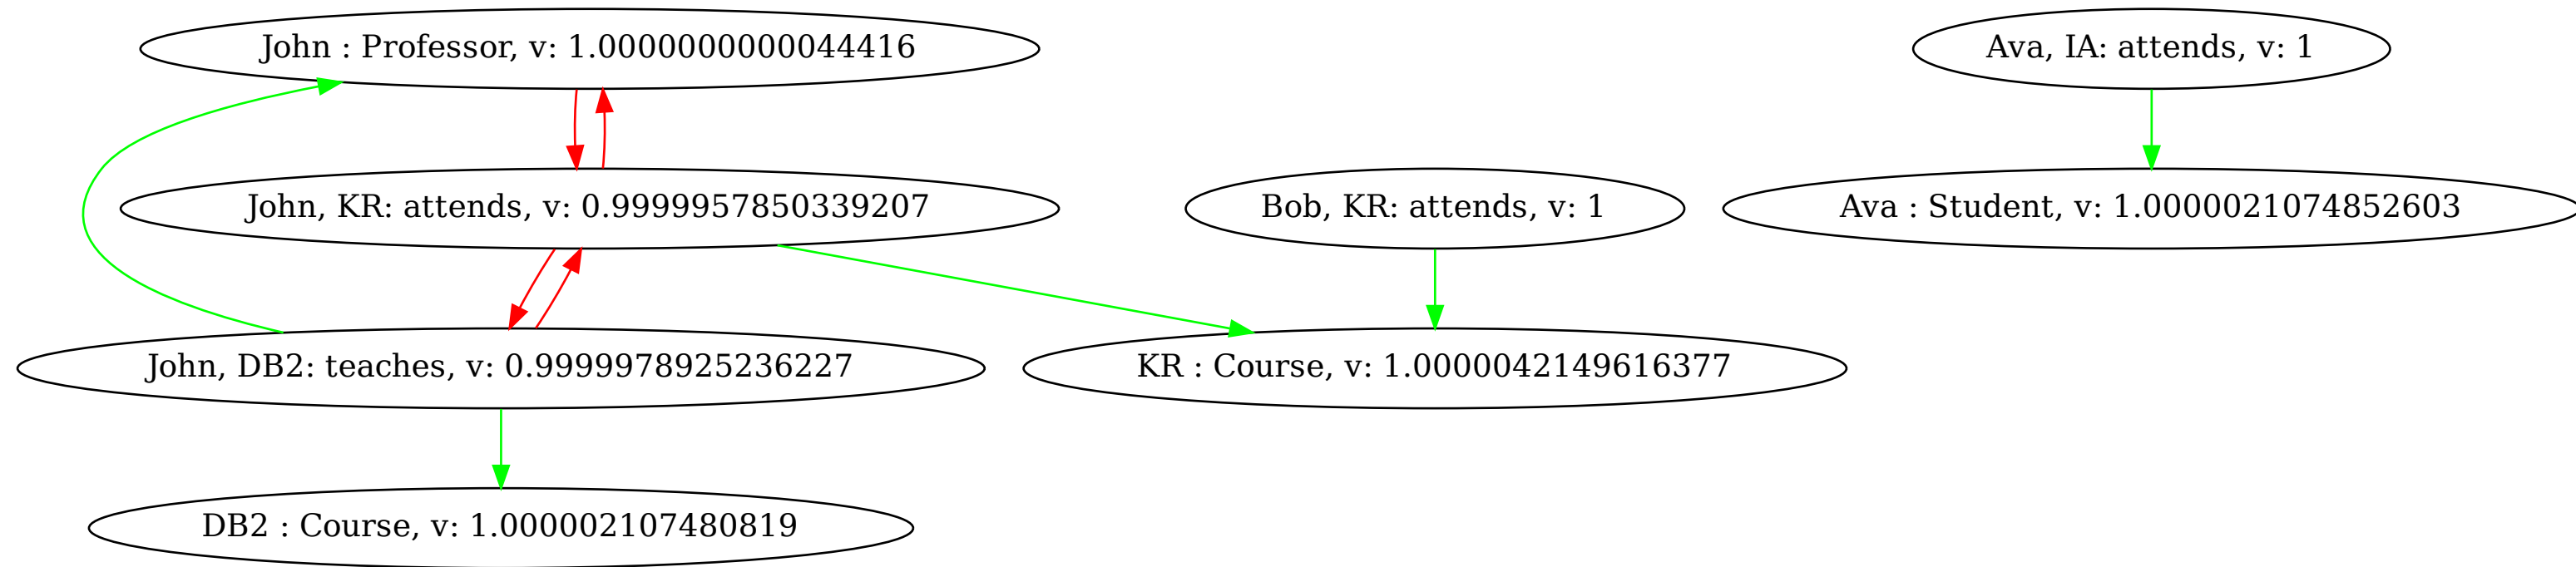 John : Professor, v: 1.0000000000044416
Ava, IA: attends, v: 1
John, KR: attends, v: 0.9999957850339207
Bob, KR: attends, v: 1
Ava : Student, v: 1.0000021074852603
John, DB2: teaches, v: 0.9999978925236227
KR : Course, v: 1.0000042149616377
DB2 : Course, v: 1.000002107480819